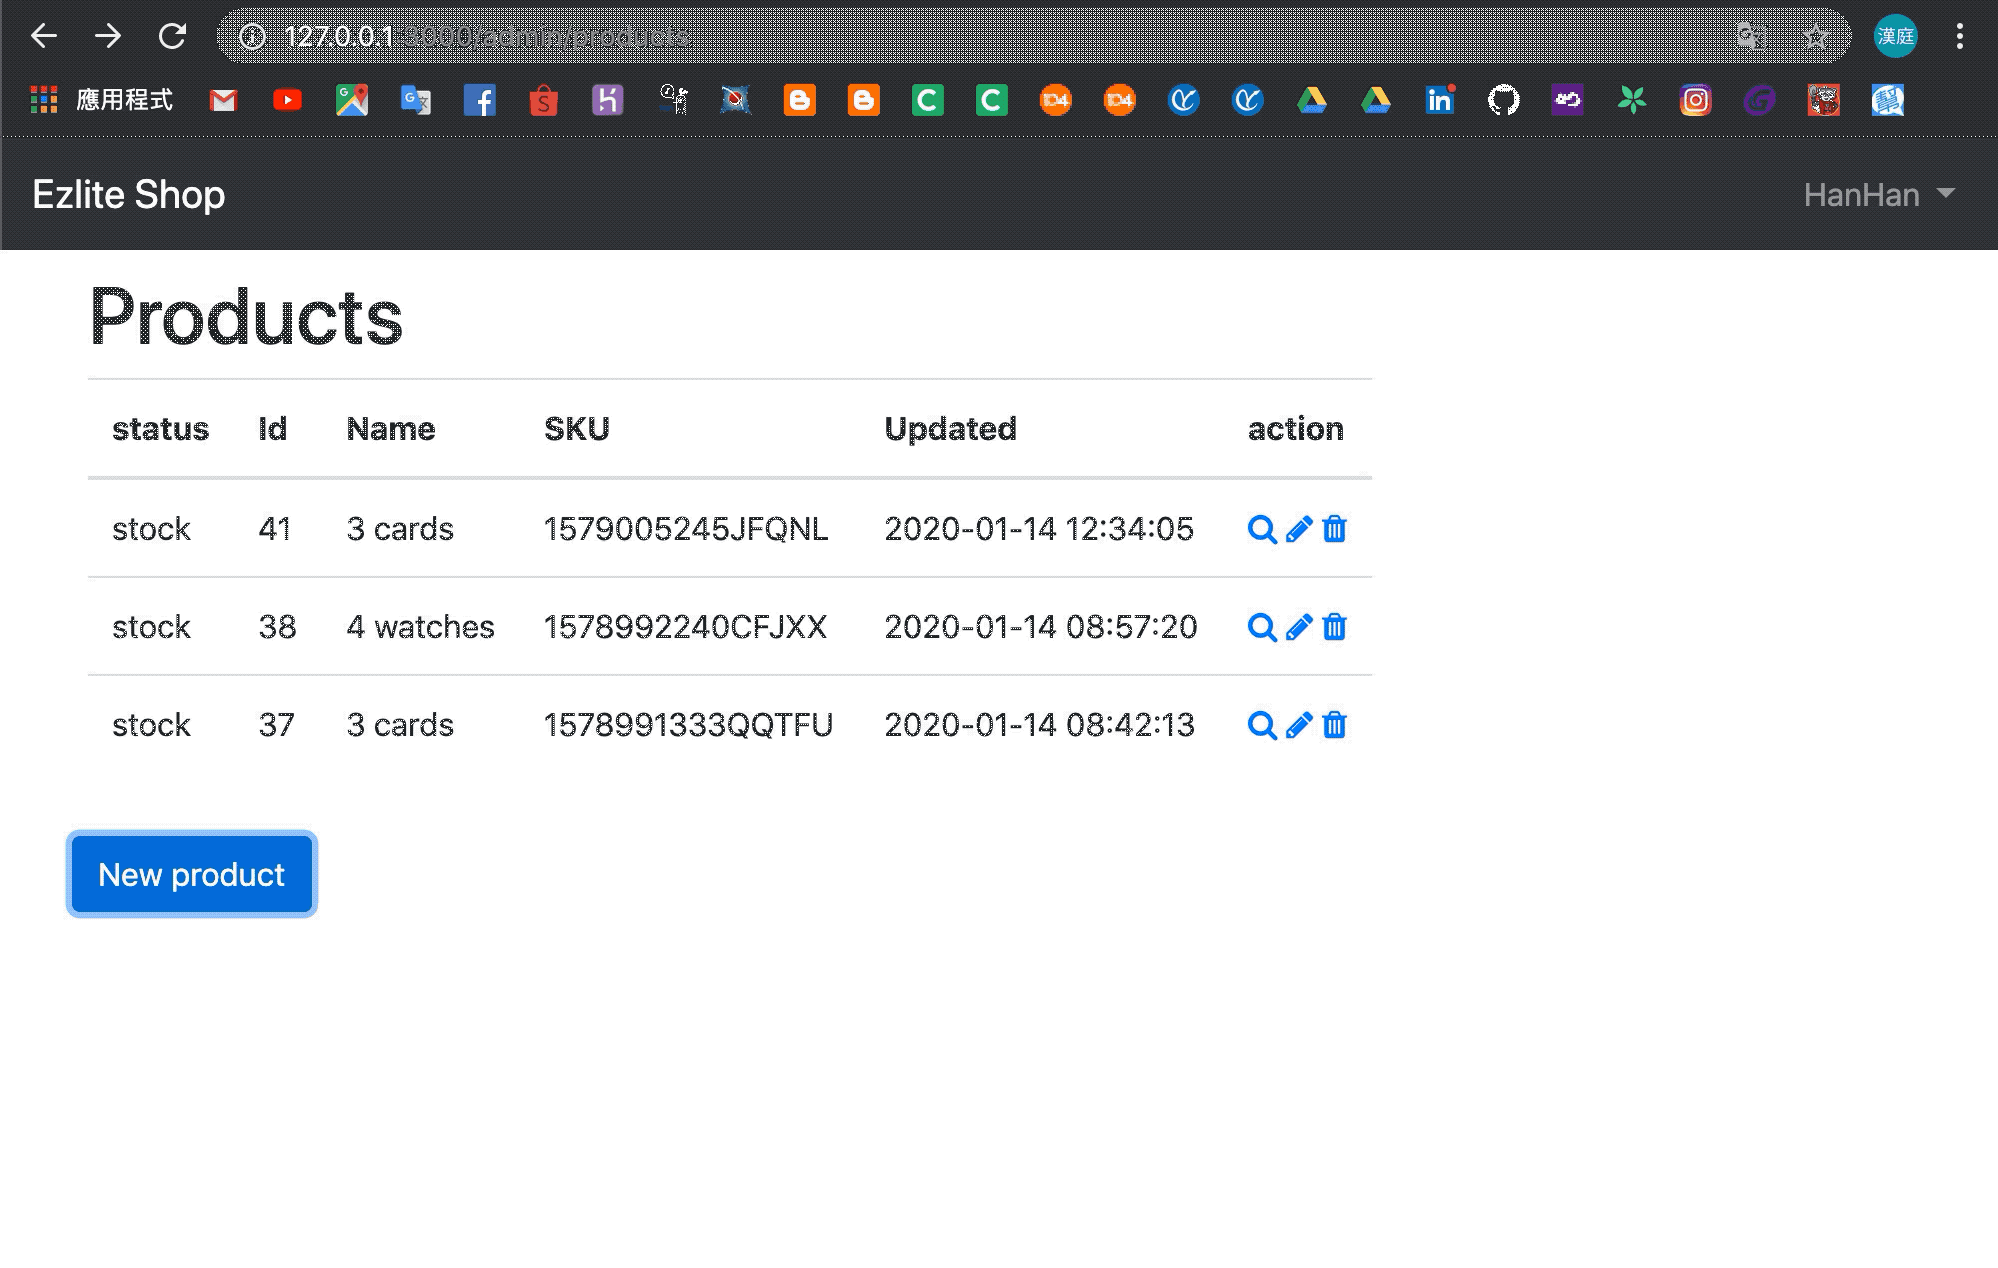 127.0.0.1:8000/admin/products
應用程式
Ezlite Shop
HanHan
Products
status Id Name SKU Updated action
stock 41 3 cards 1579005245JFQNL 2020-01-14 12:34:05
stock 38 4 watches 1578992240CFJXX 2020-01-14 08:57:20
stock 37 3 cards 1578991333QQTFU 2020-01-14 08:42:13
New product
漢庭